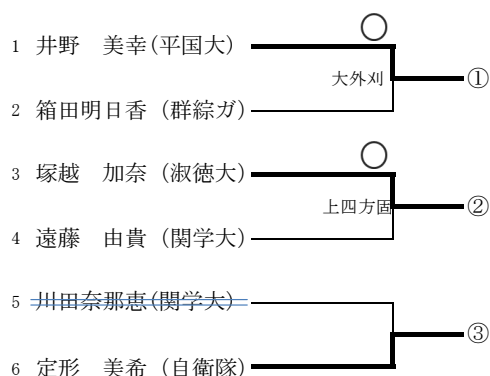 1 井野 美幸(平国大)
大外刈
①
2 箱田明日香 (群綜ガ)
3 塚越 加奈 (淑徳大)
上四方固
②
4 遠藤 由貴 (関学大)
5 川田奈那恵(関学大)
③
6 定形 美希 (自衛隊)